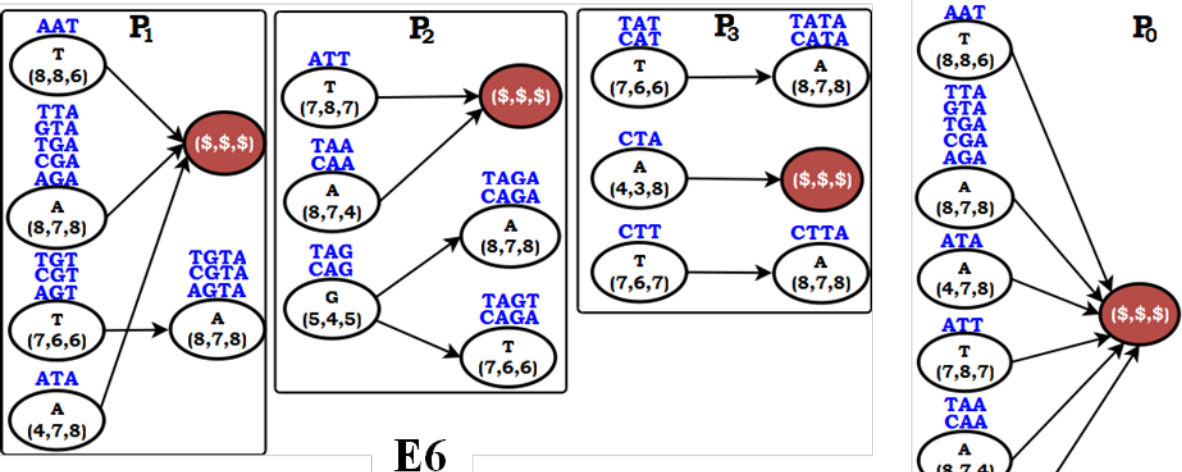 P1
AAT
T
(8,8,6)
($,$,$)
TTA
GTA
TGA
CGA
AGA
A
(8,7,8)
TGT
CGT
AGT
T
(7,6,6)
TGTA
CGTA
AGTA
A
(8,7,8)
ATA
A
(4,7,8)
P2
ATT
T
(7,8,7)
($,$,$)
TAA
CAA
A
(8,7,4)
TAG
CAG
G
(5,4,5)
TAGA
CAGA
A
(8,7,8)
TAGT
CAGA
T
(7,6,6)
P3
TAT
CAT
T
(7,6,6)
TATA
CATA
A
(8,7,8)
CTA
A
(4,3,8)
($,$,$)
CTT
T
(7,6,7)
CTTA
A
(8,7,8)
E6
P0
AAT
T
(8,8,6)
TTA
GTA
TGA
CGA
AGA
A
(8,7,8)
ATA
A
(4,7,8)
($,$,$)
ATT
T
(7,8,7)
TAA
CAA
A
(8,7,4)